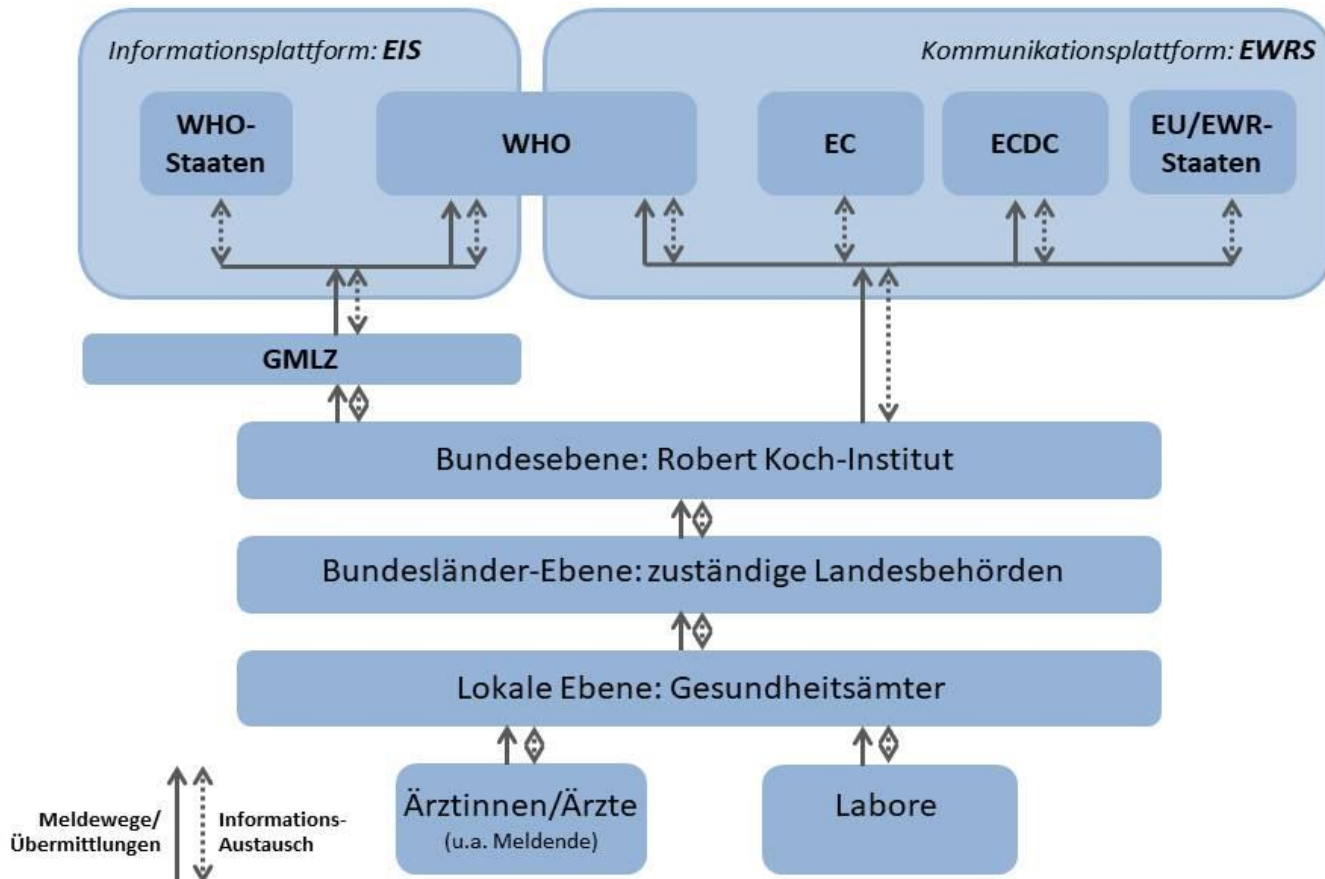 Informationsplattform: EIS
Kommunikationsplattform: EWRS
WHO-
Staaten
WHO
EC
ECDC
EU/EWR-
Staaten
GMLZ
Bundesebene: Robert Koch-Institut
Bundesländer-Ebene: zuständige Landesbehörden
Lokale Ebene: Gesundheitsämter
Ärztinnen/Ärzte
(u.a. Meldende)
Labore
Meldewege/
Übermittlungen
Informations-
Austausch